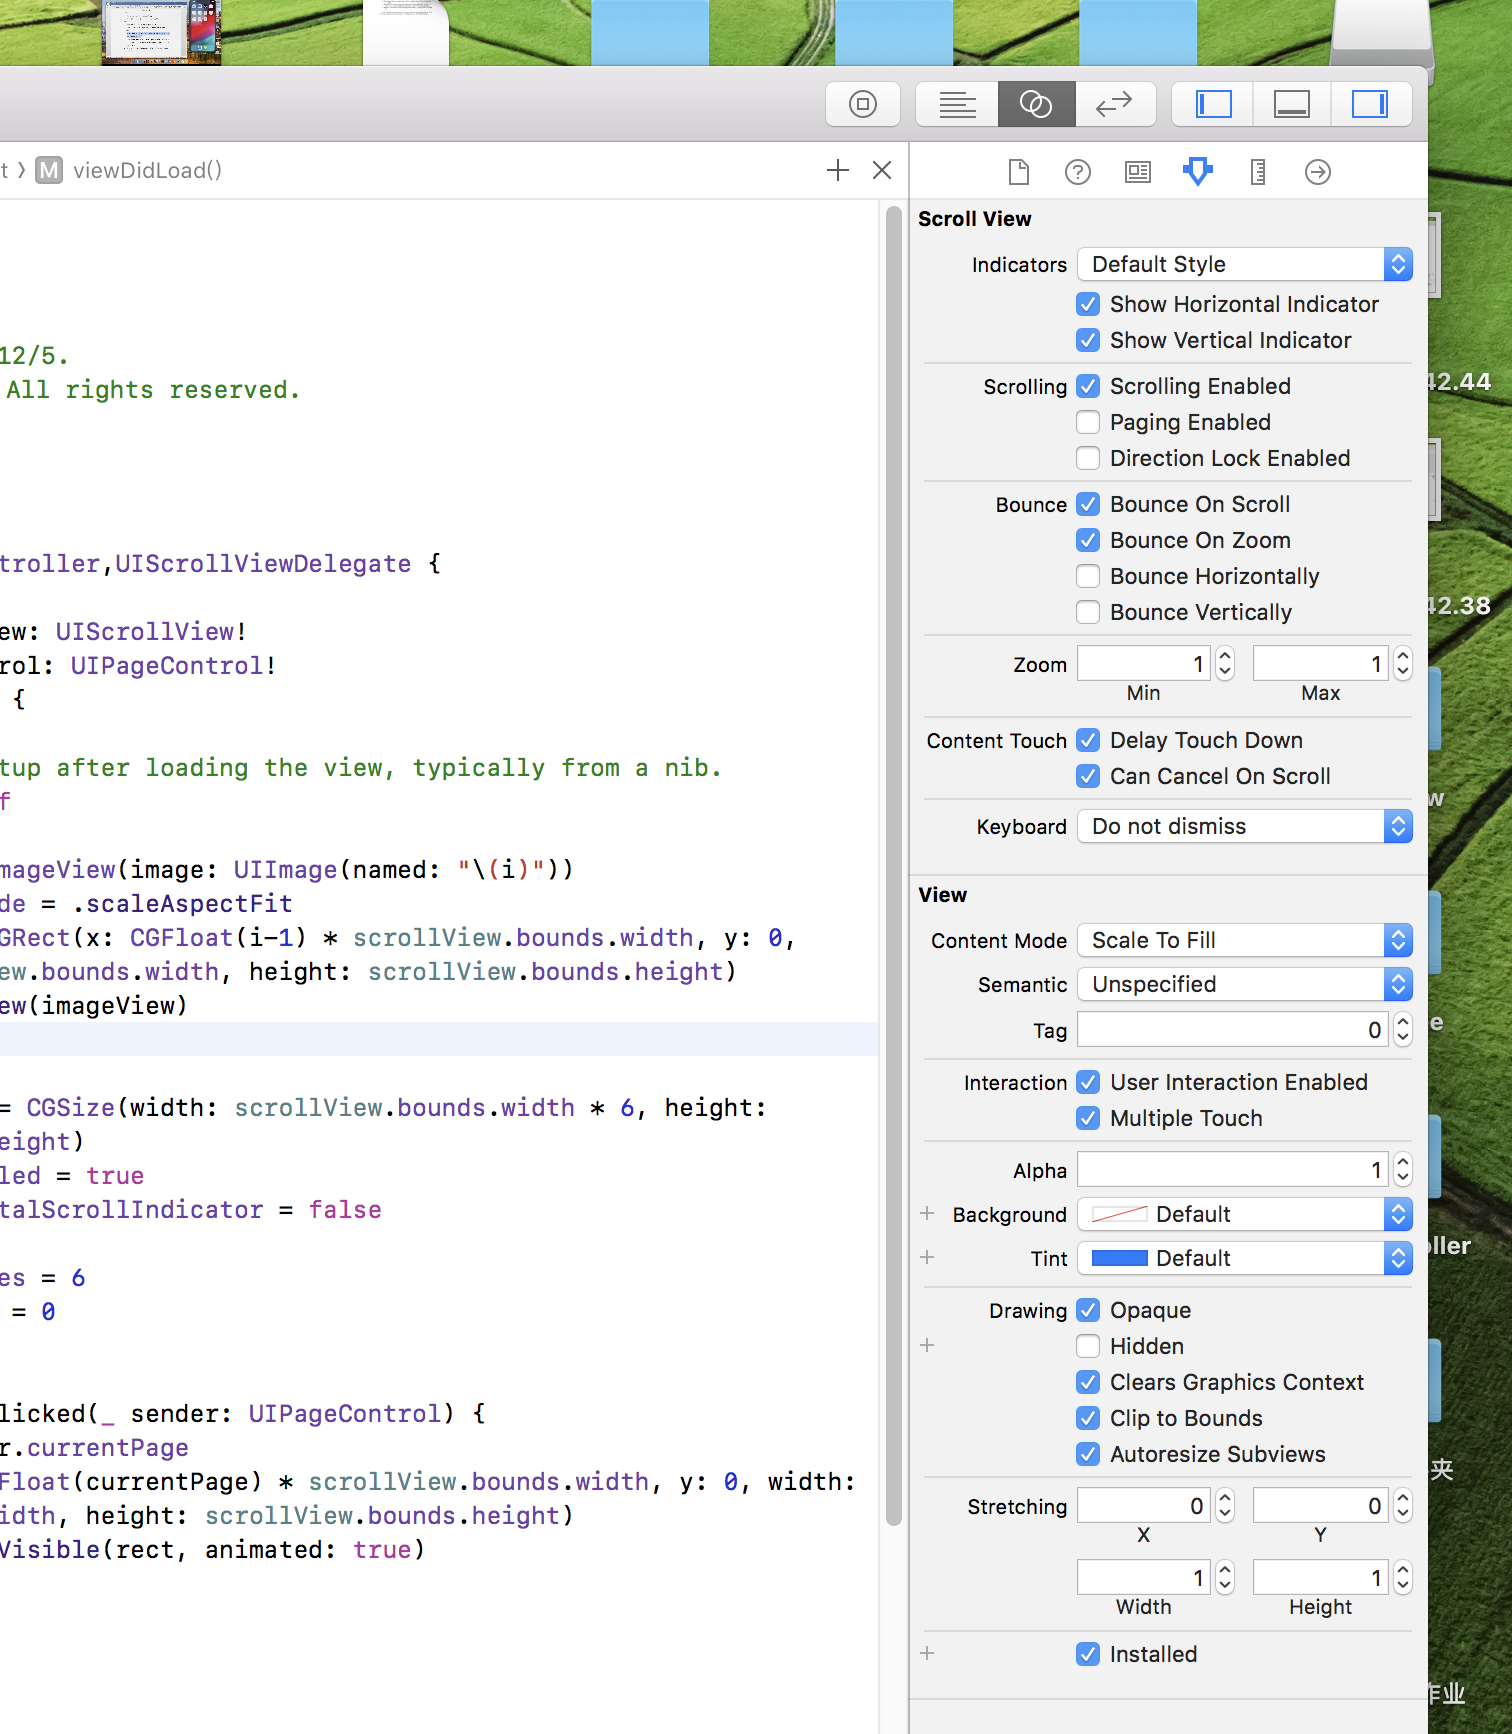 t 〉 M viewDidLoad()
12/5.
All rights reserved.
troller,UIScrollViewDelegate {
ew: UIScrollView!
rol: UIPageControl!
{
tup after loading the view, typically from a nib.
f
mageView(image: UIImage(named: "\(i)"))
de = .scaleAspectFit
GRect(x: CGFloat(i-1) * scrollView.bounds.width, y: 0,
ew.bounds.width, height: scrollView.bounds.height)
ew(imageView)
= CGSize(width: scrollView.bounds.width * 6, height:
eight)
led = true
talScrollIndicator = false
es = 6
= 0
licked(_ sender: UIPageControl) {
r.currentPage
Float(currentPage) * scrollView.bounds.width, y: 0, width:
idth, height: scrollView.bounds.height)
Visible(rect, animated: true)
Scroll View
Indicators Default Style
Show Horizontal Indicator
Show Vertical Indicator
Scrolling Scrolling Enabled
Paging Enabled
Direction Lock Enabled
Bounce Bounce On Scroll
Bounce On Zoom
Bounce Horizontally
Bounce Vertically
Zoom 1 1
Min Max
Content Touch Delay Touch Down
Can Cancel On Scroll
Keyboard Do not dismiss
View
Content Mode Scale To Fill
Semantic Unspecified
Tag 0
Interaction User Interaction Enabled
Multiple Touch
Alpha 1
+ Background Default
+ Tint Default
Drawing Opaque
+ Hidden
Clears Graphics Context
Clip to Bounds
Autoresize Subviews
Stretching 0 0
X Y
1 1
Width Height
+ Installed
42.44
42.38
w
e
oller
夹
作业